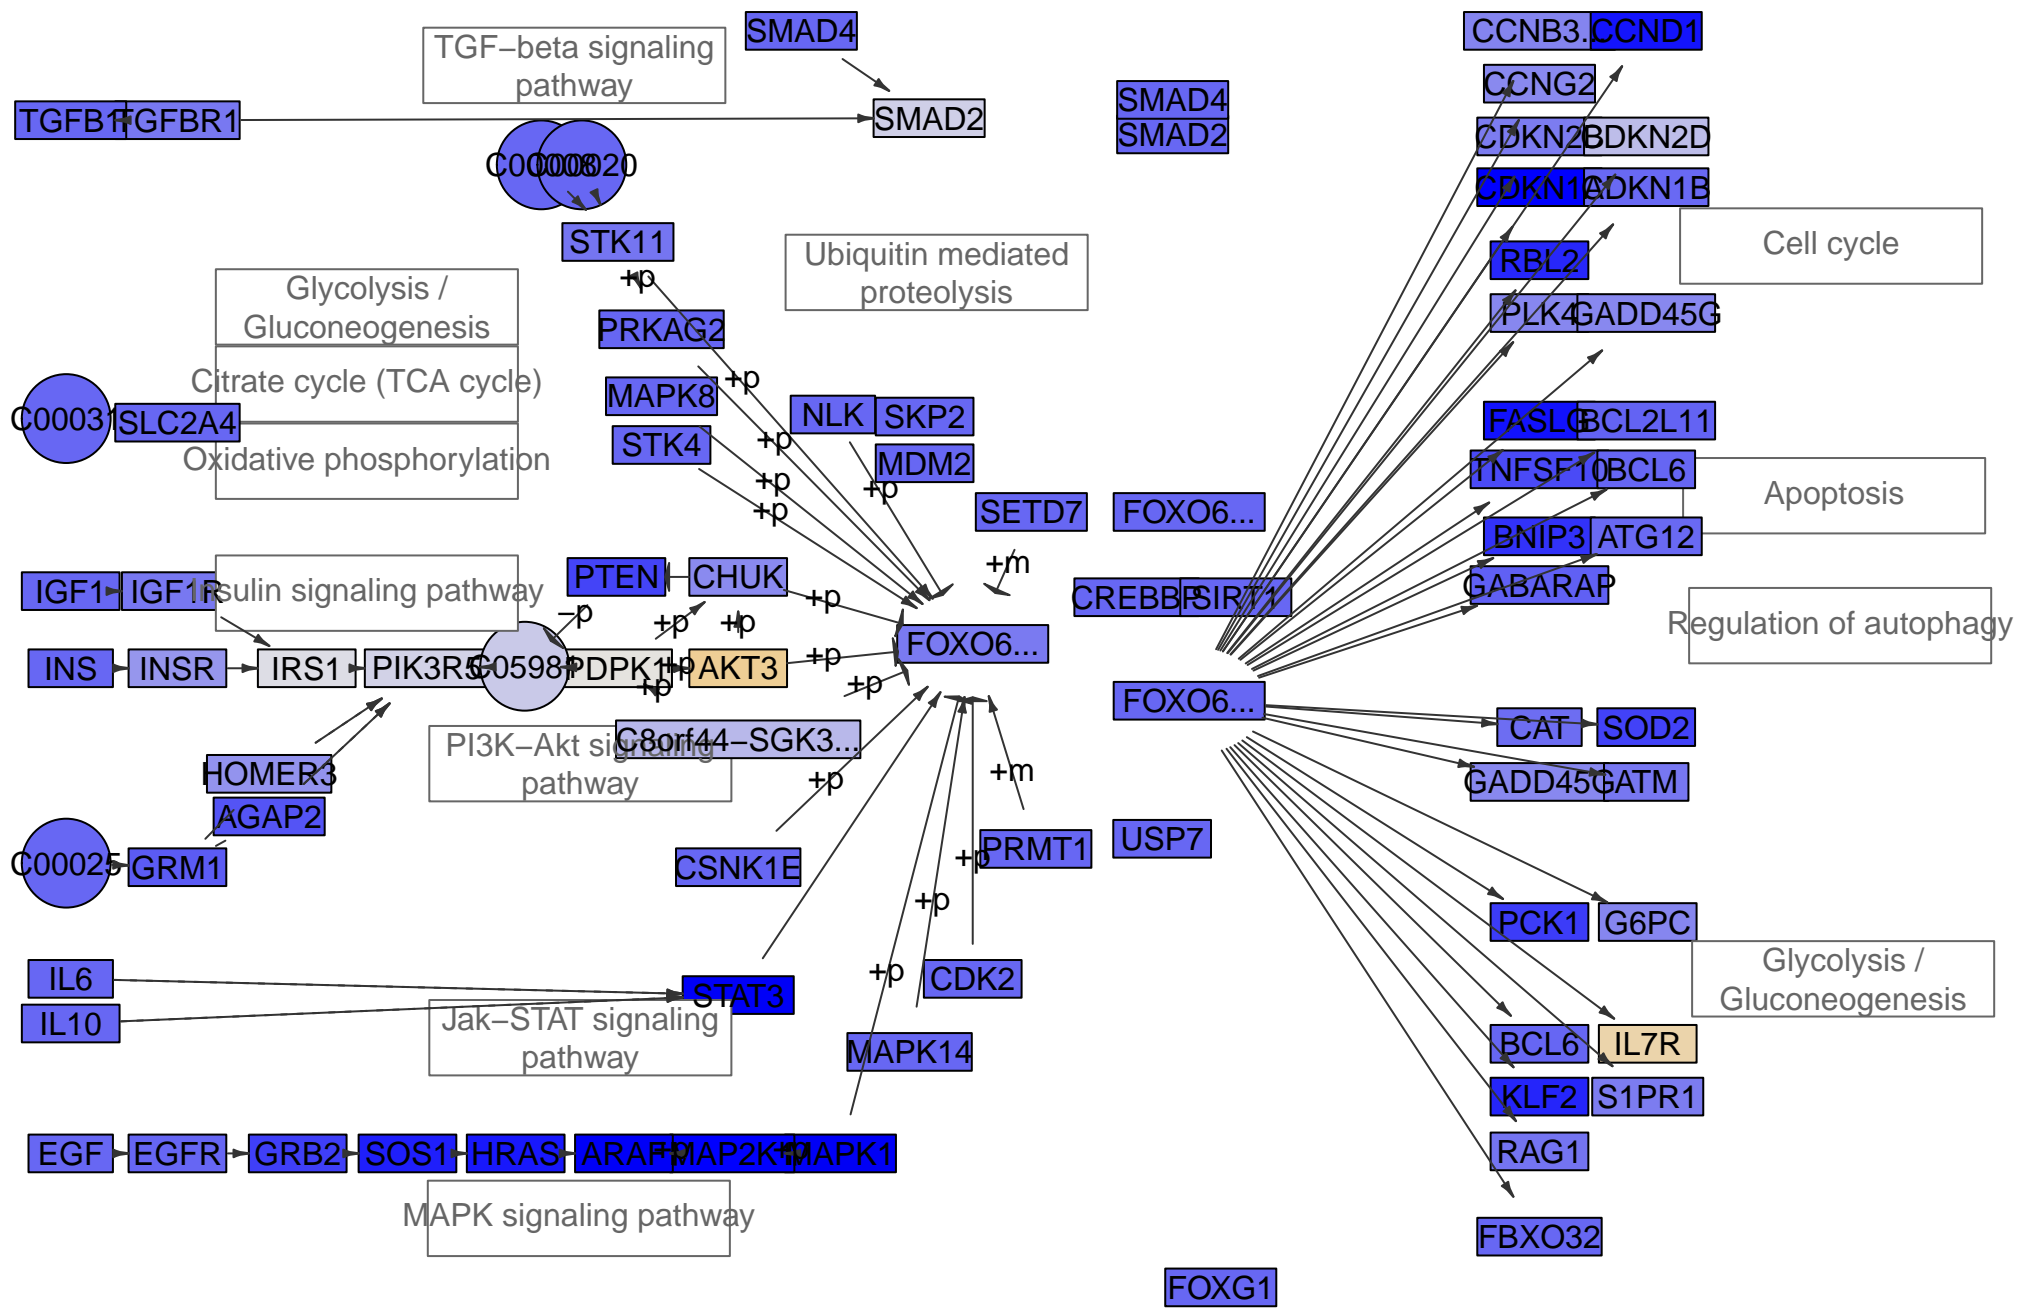 SMAD4
CCNB3...
CCND1
TGF−beta signaling
pathway
CCNG2
TGFB1
TGFBR1
SMAD2
SMAD4
SMAD2
CDKN2B
CDKN2D
C00020
CDKN1A
CDKN1B
STK11
Ubiquitin mediated
proteolysis
Cell cycle
RBL2
+p
Glycolysis /
Gluconeogenesis
PRKAG2
PLK4
GADD45G
Citrate cycle (TCA cycle)
+p
MAPK8
C00031
SLC2A4
NLK
SKP2
FASLG
BCL2L11
STK4
+p
Oxidative phosphorylation
MDM2
TNFSF10
BCL6
+p
+p
Apoptosis
+p
SETD7
FOXO6...
BNIP3
ATG12
+m
PTEN
CHUK
GABARAP
IGF1
IGF1R
Insulin signaling pathway
−p
+p
CREBBP
SIRT1
+p
+p
Regulation of autophagy
FOXO6...
INS
INSR
IRS1
PIK3R5
C05981
PDPK1
+p
AKT3
+p
+p
+p
FOXO6...
CAT
SOD2
PI3K−Akt signaling
pathway
C8orf44−SGK3...
HOMER3
+p
+m
GADD45G
GATM
AGAP2
C00025
GRM1
CSNK1E
+p
PRMT1
USP7
+p
PCK1
G6PC
IL6
STAT3
+p
CDK2
Glycolysis /
Gluconeogenesis
IL10
Jak−STAT signaling
pathway
MAPK14
BCL6
IL7R
KLF2
S1PR1
EGF
EGFR
GRB2
SOS1
HRAS
ARAF
+p
MAP2K1
+p
MAPK1
RAG1
MAPK signaling pathway
FBXO32
FOXG1